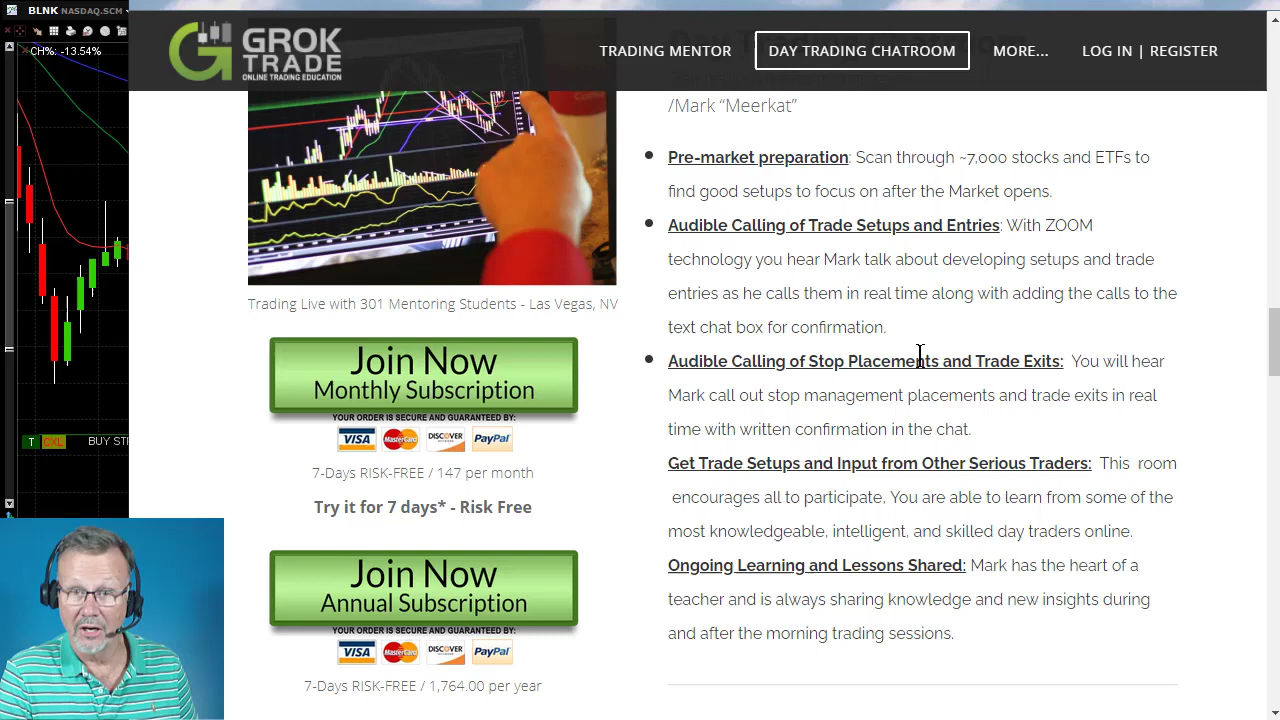 BLNK NASDAQ.SCM
CH%: -13.54%
T CXL BUY
GROK
TRADE
ONLINE TRADING EDUCATION
TRADING MENTOR DAY TRADING CHATROOM MORE... LOG IN | REGISTER
Trading Live with 301 Mentoring Students - Las Vegas, NV
Join Now
Monthly Subscription
YOUR ORDER IS SECURE AND GUARANTEED BY:
VISA MasterCard DISCOVER PayPal
7-Days RISK-FREE / 147 per month
Try it for 7 days* - Risk Free
Join Now
Annual Subscription
YOUR ORDER IS SECURE AND GUARANTEED BY:
VISA MasterCard DISCOVER PayPal
7-Days RISK-FREE / 1,764.00 per year
/Mark “Meerkat”
Pre-market preparation: Scan through ~7,000 stocks and ETFs to
find good setups to focus on after the Market opens.
Audible Calling of Trade Setups and Entries: With ZOOM
technology you hear Mark talk about developing setups and trade
entries as he calls them in real time along with adding the calls to the
text chat box for confirmation.
Audible Calling of Stop Placements and Trade Exits: You will hear
Mark call out stop management placements and trade exits in real
time with written confirmation in the chat.
Get Trade Setups and Input from Other Serious Traders: This room
encourages all to participate, You are able to learn from some of the
most knowledgeable, intelligent, and skilled day traders online.
Ongoing Learning and Lessons Shared: Mark has the heart of a
teacher and is always sharing knowledge and new insights during
and after the morning trading sessions.